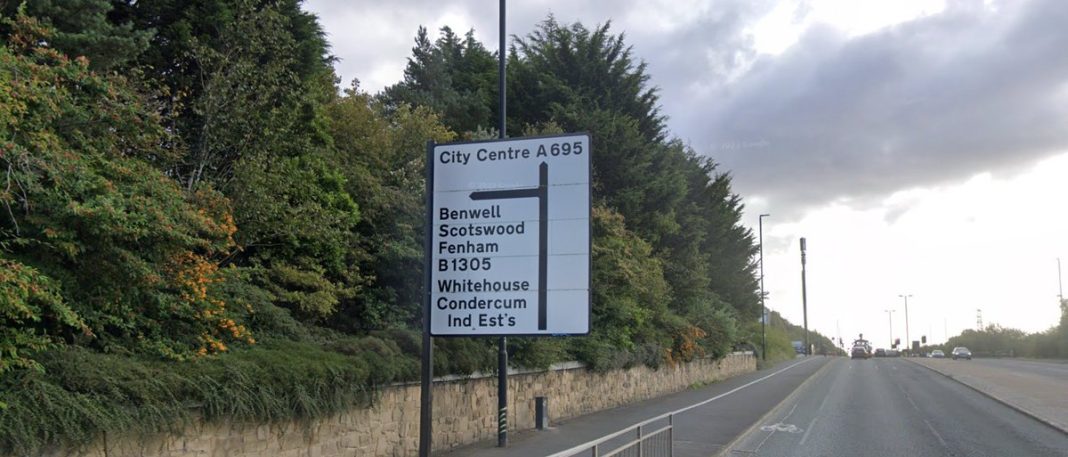 City Centre A695
Benwell
Scotswood
Fenham
B1305
Whitehouse
Condercum
Ind Est's